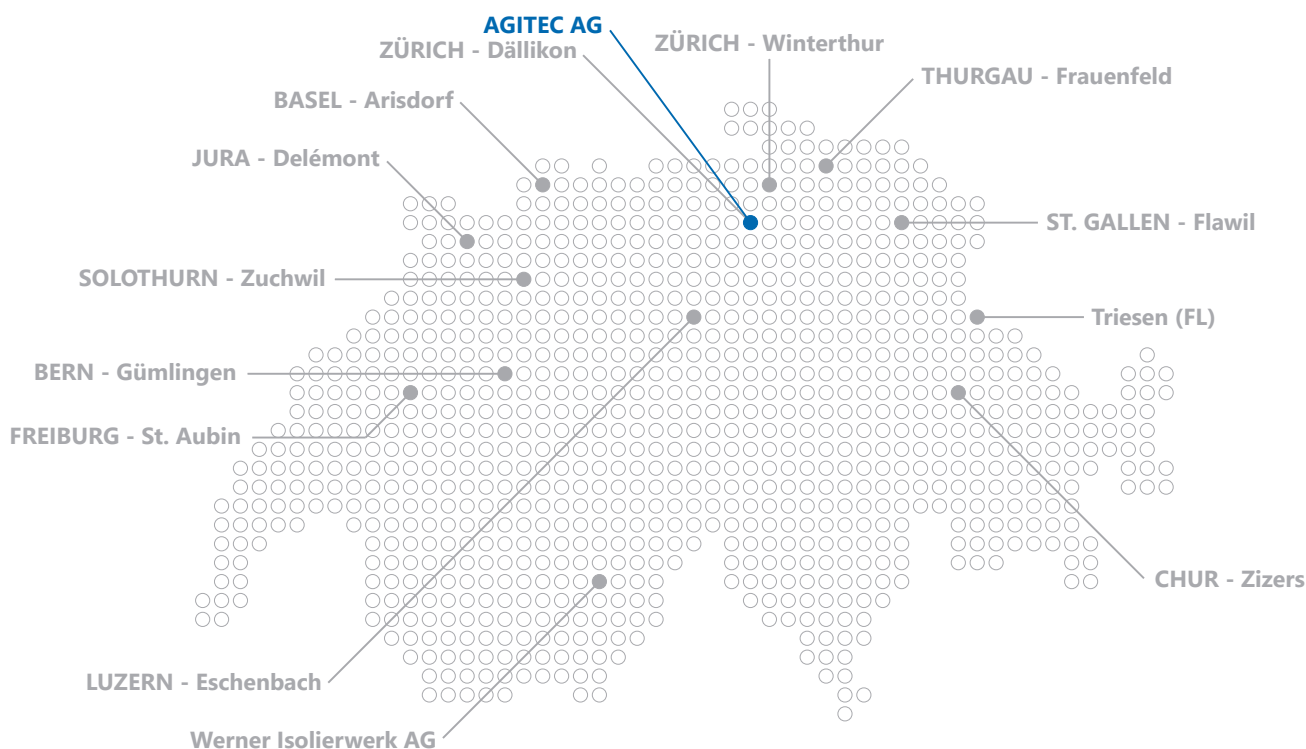 AGITEC AG
ZÜRICH - Dällikon
ZÜRICH - Winterthur
THURGAU - Frauenfeld
BASEL - Arisdorf
JURA - Delémont
ST. GALLEN - Flawil
SOLOTHURN - Zuchwil
Triesen (FL)
BERN - Gümlingen
FREIBURG - St. Aubin
CHUR - Zizers
LUZERN - Eschenbach
Werner Isolierwerk AG